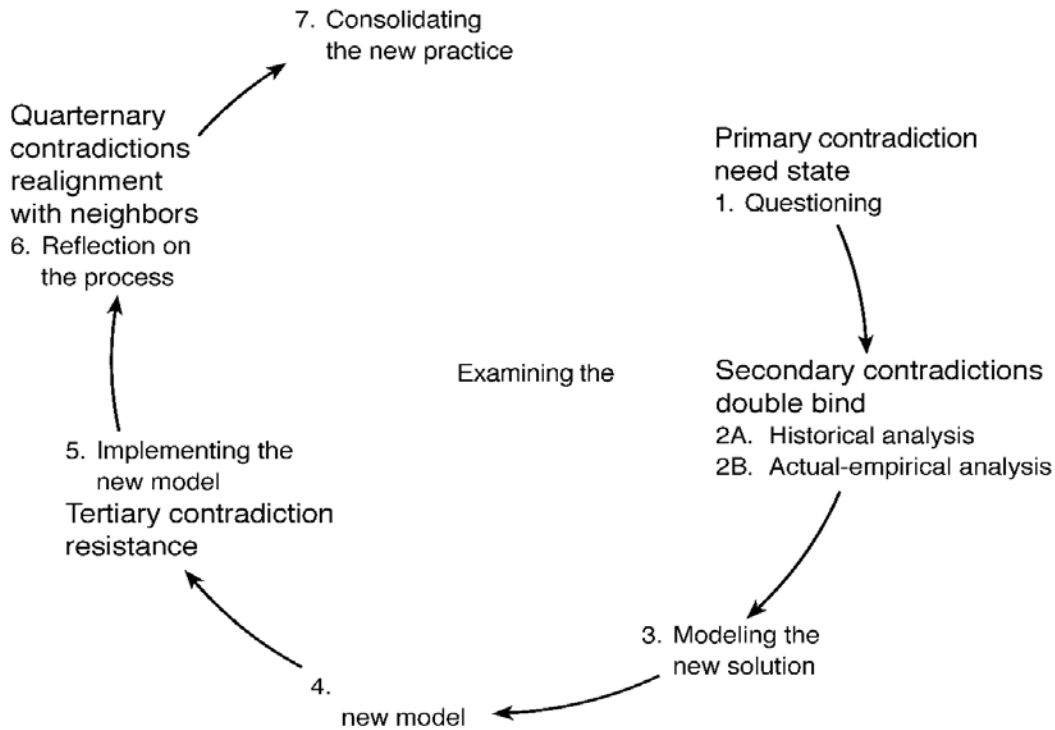 7. Consolidating
the new practice
Quarternary
contradictions
realignment
with neighbors
6. Reflection on
the process
Primary contradiction
need state
1. Questioning
Examining the
Secondary contradictions
double bind
2A. Historical analysis
2B. Actual-empirical analysis
5. Implementing the
new model
Tertiary contradiction
resistance
3. Modeling the
new solution
4.
new model